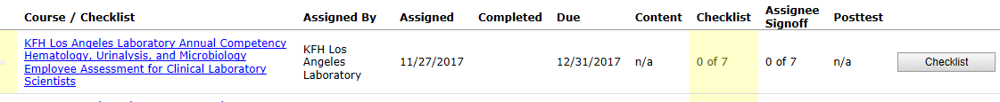 Course / Checklist Assigned By Assigned Completed Due Content Checklist Assignee Signoff Posttest
KFH Los Angeles Laboratory Annual Competency
Hematology, Urinalysis, and Microbiology
Employee Assessment for Clinical Laboratory
Scientists
KFH Los
Angeles
Laboratory
11/27/2017 12/31/2017 n/a 0 of 7 0 of 7 n/a Checklist